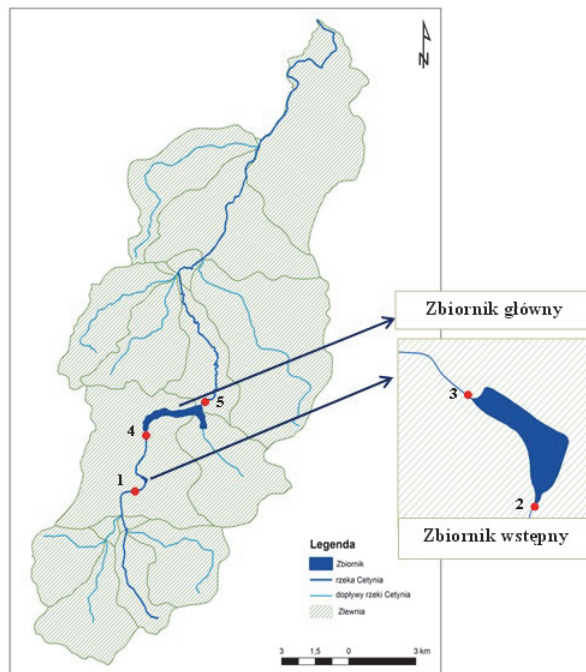 N
Zbiornik główny
5
4
3
1
2
Zbiornik wstępny
Legenda
Zbiornik
rzeka Cetynia
dopływy rzeki Cetynia
Zlewnia
3 1,5 0 3 km